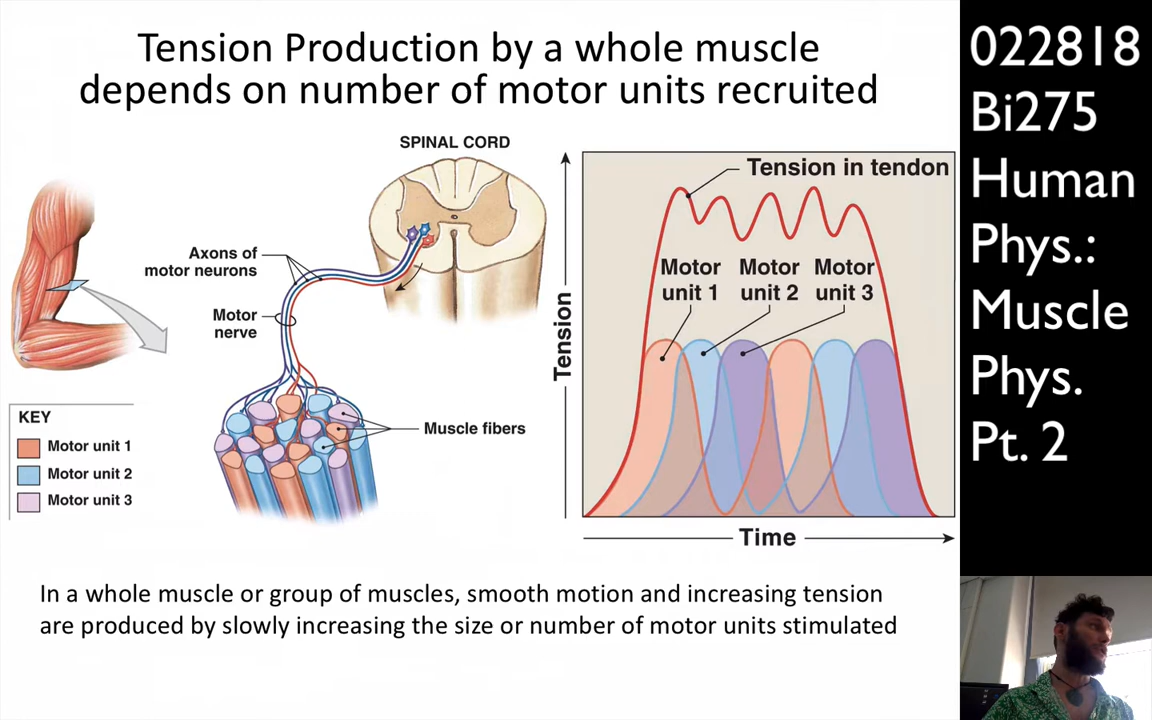 Tension Production by a whole muscle
depends on number of motor units recruited
SPINAL CORD
Axons of
motor neurons
Motor
nerve
Muscle fibers
KEY
Motor unit 1
Motor unit 2
Motor unit 3
Tension in tendon
Motor
unit 1
Motor
unit 2
Motor
unit 3
Tension
Time
In a whole muscle or group of muscles, smooth motion and increasing tension
are produced by slowly increasing the size or number of motor units stimulated
022818
Bi275
Human
Phys.:
Muscle
Phys.
Pt. 2